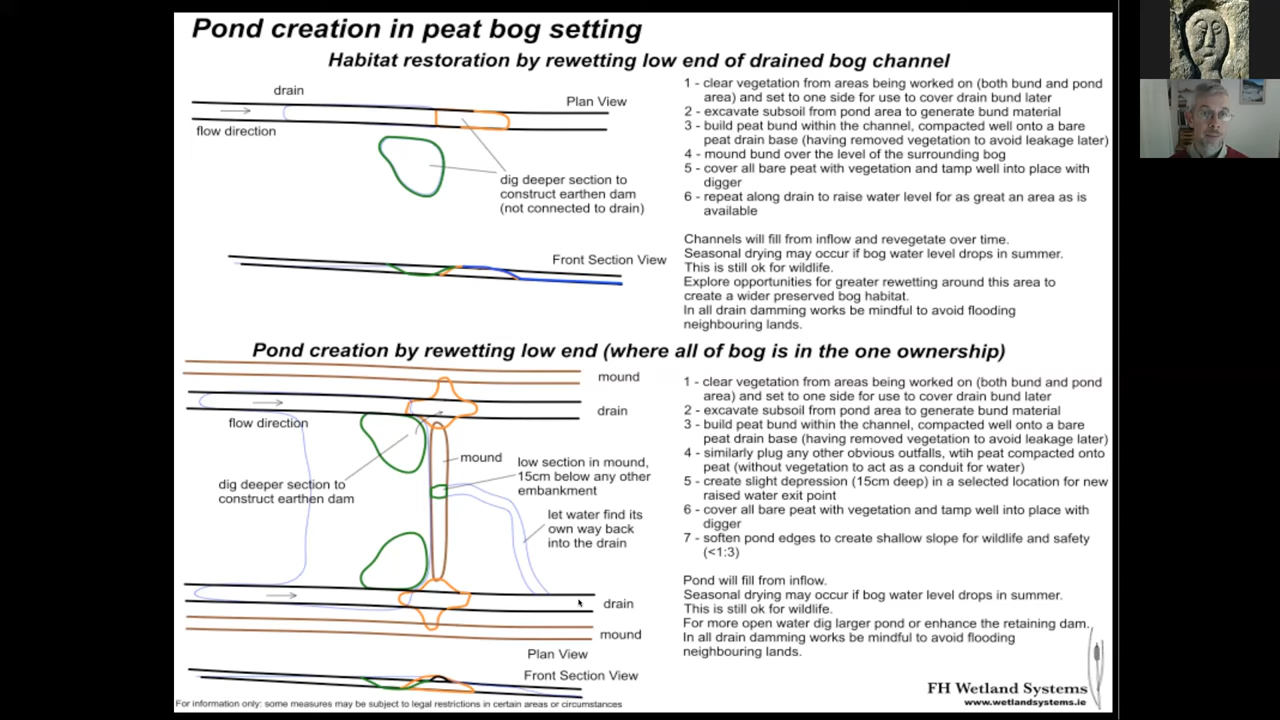 Pond creation in peat bog setting
Habitat restoration by rewetting low end of drained bog channel
drain
Plan View
flow direction
dig deeper section to
construct earthen dam
(not connected to drain)
Front Section View
1 - clear vegetation from areas being worked on (both bund and pond
area) and set to one side for use to cover drain bund later
2 - excavate subsoil from pond area to generate bund material
3 - build peat bund within the channel, compacted well onto a bare
peat drain base (having removed vegetation to avoid leakage later)
4 - mound bund over the level of the surrounding bog
5 - cover all bare peat with vegetation and tamp well into place with
digger
6 - repeat along drain to raise water level for as great an area as is
available
Channels will fill from inflow and revegetate over time.
Seasonal drying may occur if bog water level drops in summer.
This is still ok for wildlife.
Explore opportunities for greater rewetting around this area to
create a wider preserved bog habitat.
In all drain damming works be mindful to avoid flooding
neighbouring lands.
Pond creation by rewetting low end (where all of bog is in the one ownership)
mound
drain
flow direction
mound
low section in mound,
15cm below any other
embankment
dig deeper section to
construct earthen dam
let water find its
own way back
into the drain
drain
mound
Plan View
Front Section View
1 - clear vegetation from areas being worked on (both bund and pond
area) and set to one side for use to cover drain bund later
2 - excavate subsoil from pond area to generate bund material
3 - build peat bund within the channel, compacted well onto a bare
peat drain base (having removed vegetation to avoid leakage later)
4 - similarly plug any other obvious outfalls, wtih peat compacted onto
peat (without vegetation to act as a conduit for water)
5 - create slight depression (15cm deep) in a selected location for new
raised water exit point
6 - cover all bare peat with vegetation and tamp well into place with
digger
7 - soften pond edges to create shallow slope for wildlife and safety
(<1:3)
Pond will fill from inflow.
Seasonal drying may occur if bog water level drops in summer.
This is still ok for wildlife.
For more open water dig larger pond or enhance the retaining dam.
In all drain damming works be mindful to avoid flooding
neighbouring lands.
FH Wetland Systems
www.wetlandsystems.ie
For information only: some measures may be subject to legal restrictions in certain areas or circumstances